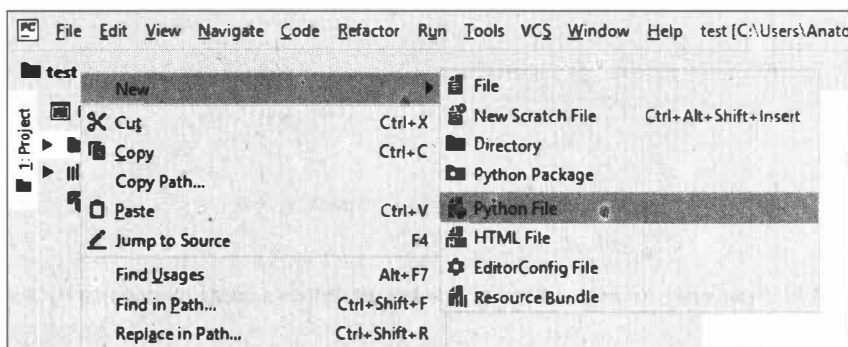 PC File Edit View Navigate Code Refactor Run Tools VCS Window Help test [C:\Users\Anato
test
1: Project
New
Cut Ctrl+X
Copy Ctrl+C
Copy Path...
Paste Ctrl+V
Jump to Source F4
Find Usages Alt+F7
Find in Path... Ctrl+Shift+F
Replace in Path... Ctrl+Shift+R
File
New Scratch File Ctrl+Alt+Shift+Insert
Directory
Python Package
Python File
HTML File
EditorConfig File
Resource Bundle